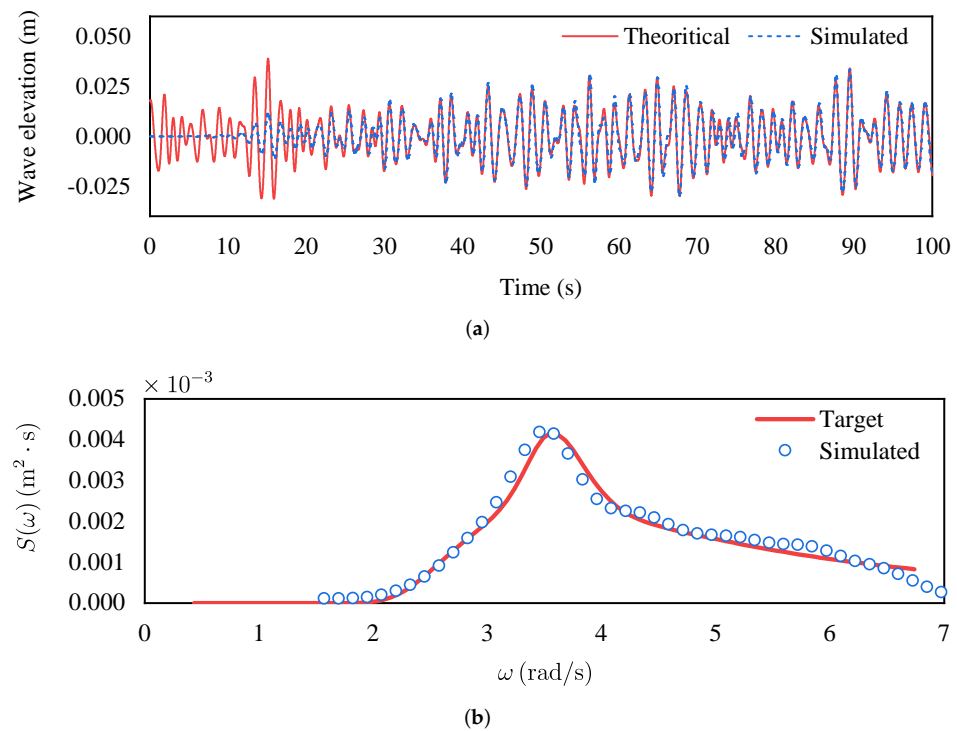 Wave elevation (m)
0.050
0.025
0.000
-0.025
Theoritical
Simulated
0 10 20 30 40 50 60 70 80 90 100
Time (s)
(a)
× 10⁻³
S(ω) (m² · s)
0.005
0.004
0.003
0.002
0.001
0.000
Target
Simulated
0 1 2 3 4 5 6 7
ω (rad/s)
(b)